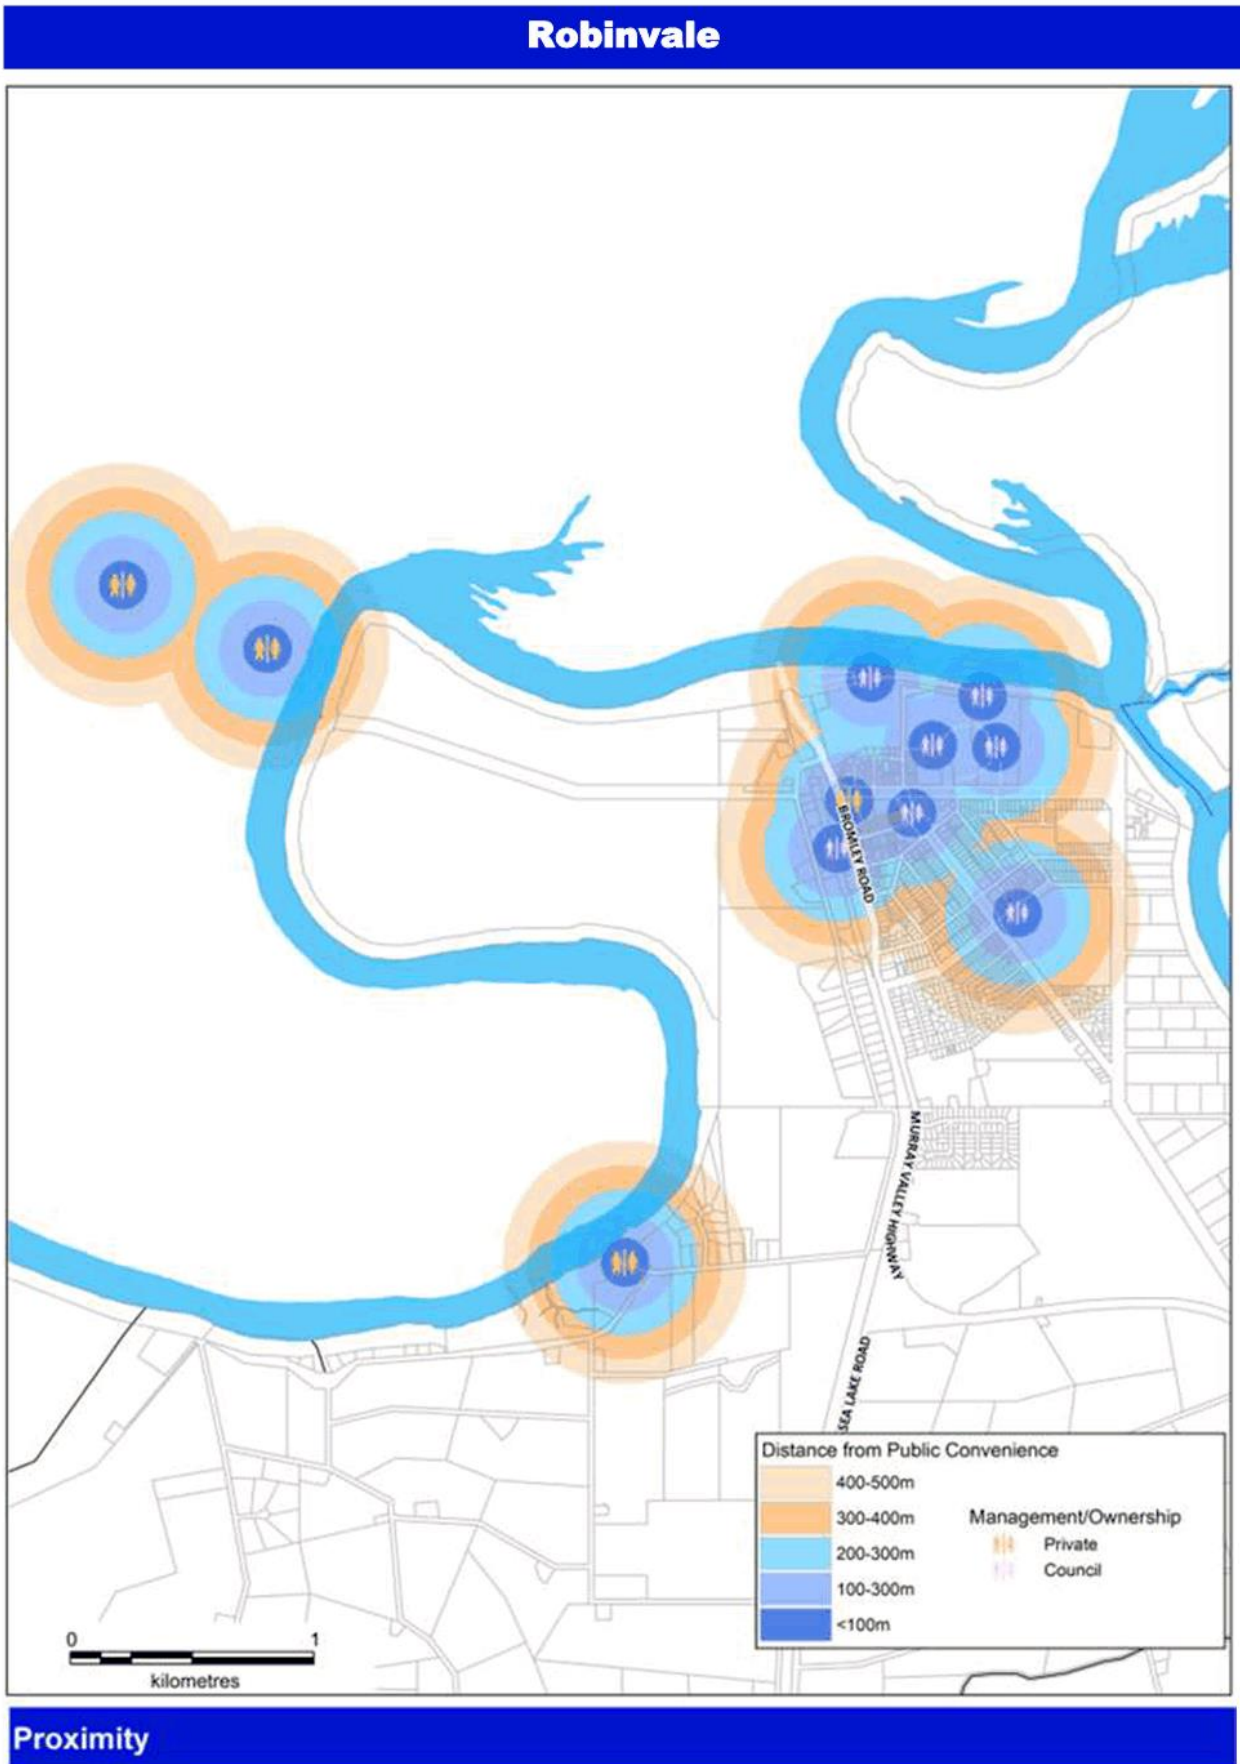 Robinvale
BROMLEY ROAD
MURRAY VALLEY HIGHWAY
SEA LAKE ROAD
Distance from Public Convenience
400-500m
300-400m
200-300m
100-300m
<100m
Management/Ownership
Private
Council
0 1
kilometres
Proximity